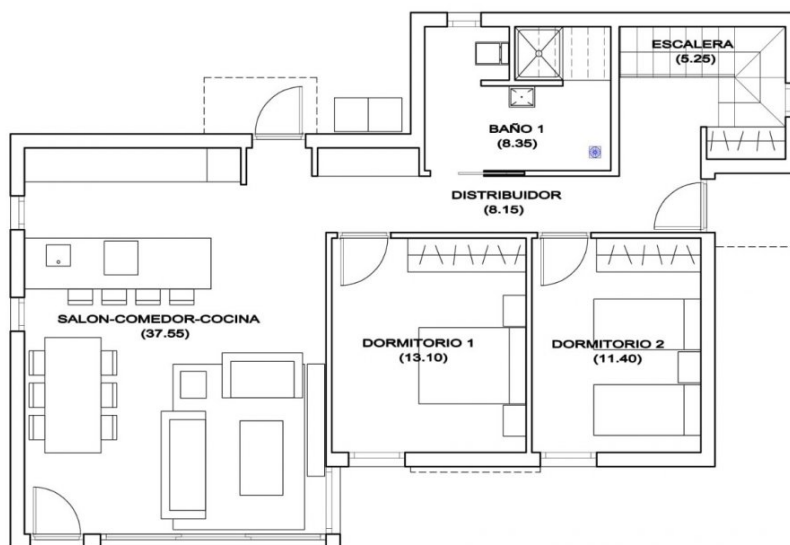 ESCALERA
(5.25)
BAÑO 1
(8.35)
DISTRIBUIDOR
(8.15)
SALON-COMEDOR-COCINA
(37.55)
DORMITORIO 1
(13.10)
DORMITORIO 2
(11.40)